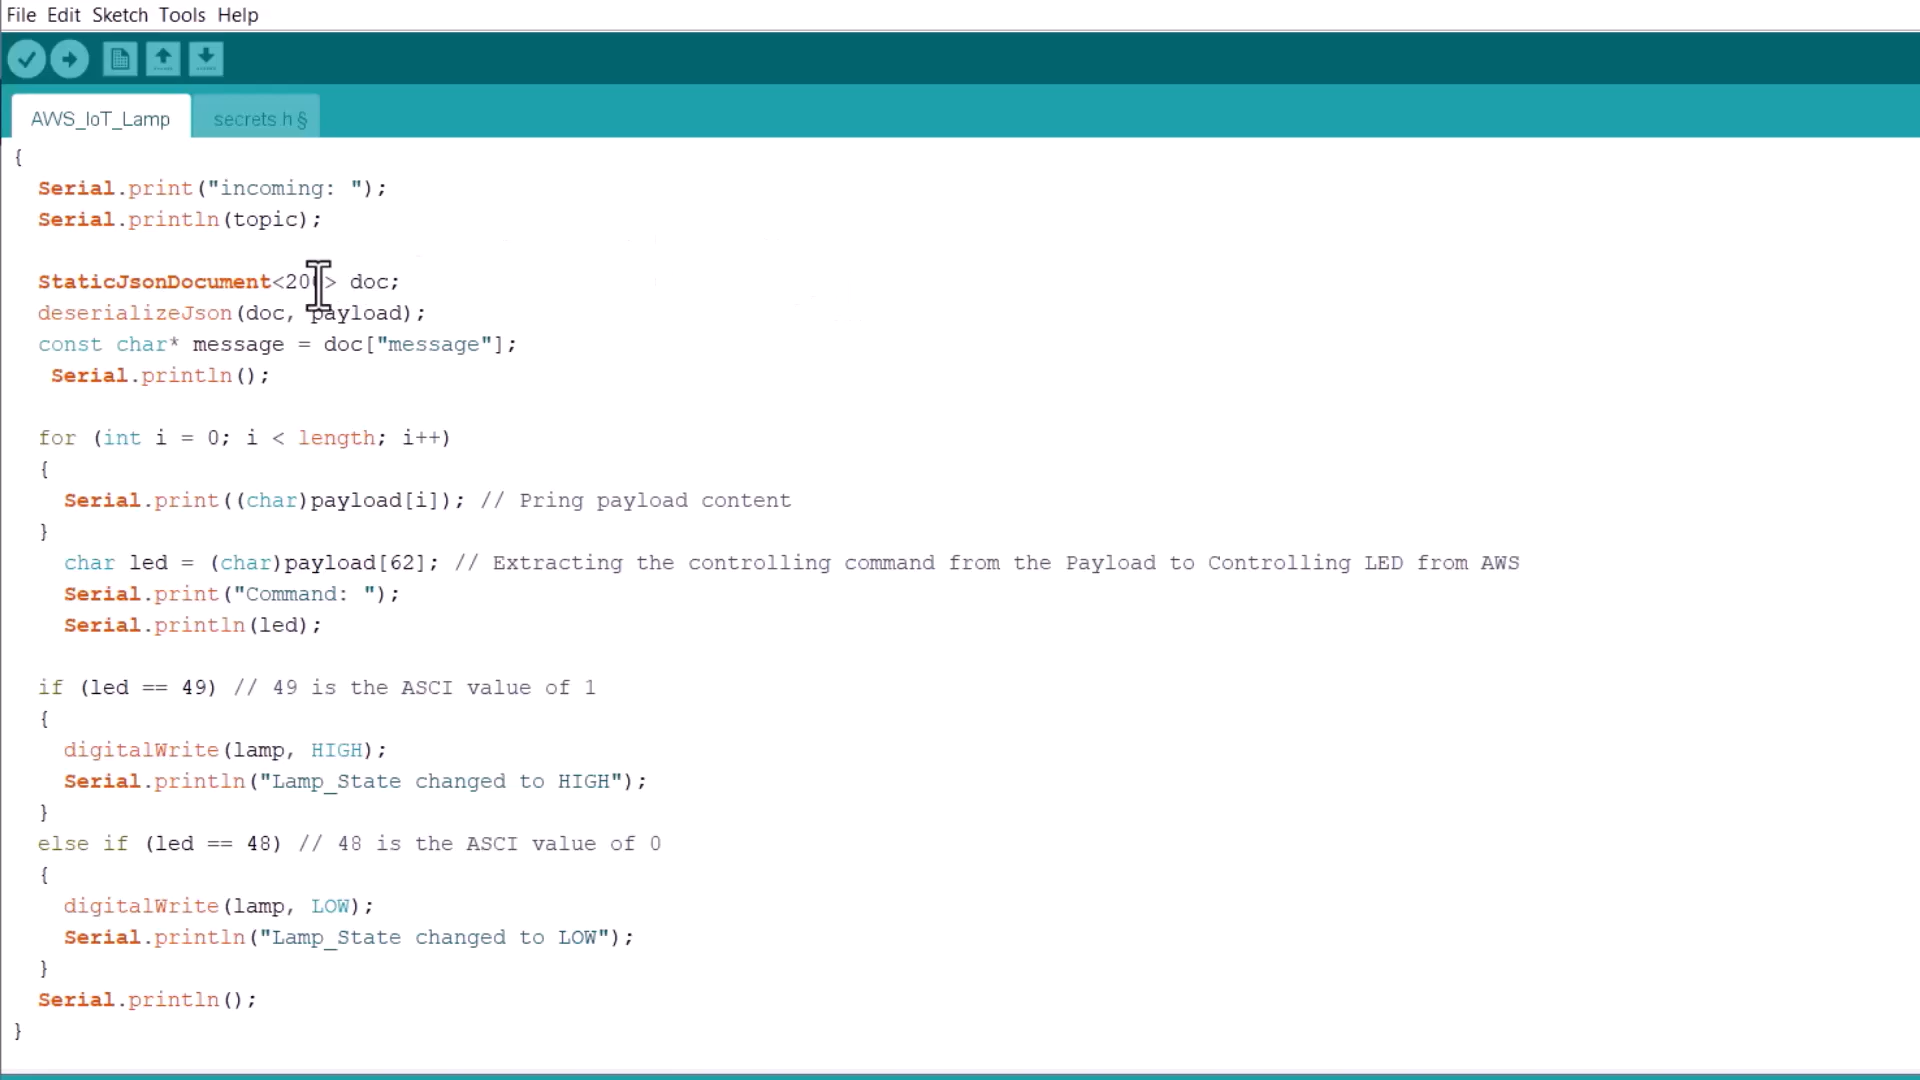 File Edit Sketch Tools Help
AWS_IoT_Lamp secrets h §
{
Serial.print("incoming: ");
Serial.println(topic);
StaticJsonDocument<20 > doc;
deserializeJson(doc, payload);
const char* message = doc["message"];
Serial.println();
for (int i = 0; i < length; i++)
{
Serial.print((char)payload[i]); // Pring payload content
}
char led = (char)payload[62]; // Extracting the controlling command from the Payload to Controlling LED from AWS
Serial.print("Command: ");
Serial.println(led);
if (led == 49) // 49 is the ASCI value of 1
{
digitalWrite(lamp, HIGH);
Serial.println("Lamp_State changed to HIGH");
}
else if (led == 48) // 48 is the ASCI value of 0
{
digitalWrite(lamp, LOW);
Serial.println("Lamp_State changed to LOW");
}
Serial.println();
}